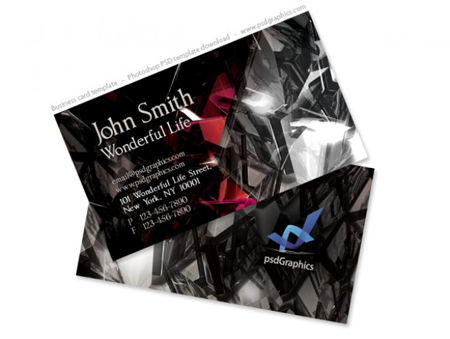 Business card template - Photoshop PSD template download - www.psdgraphics.com
John Smith
Wonderful Life
email@psdgraphics.com
www.psdgraphics.com
101 Wonderful Life Street,
New York, NY 10001
P 123-456-7890
F 123-456-7890
psdGraphics